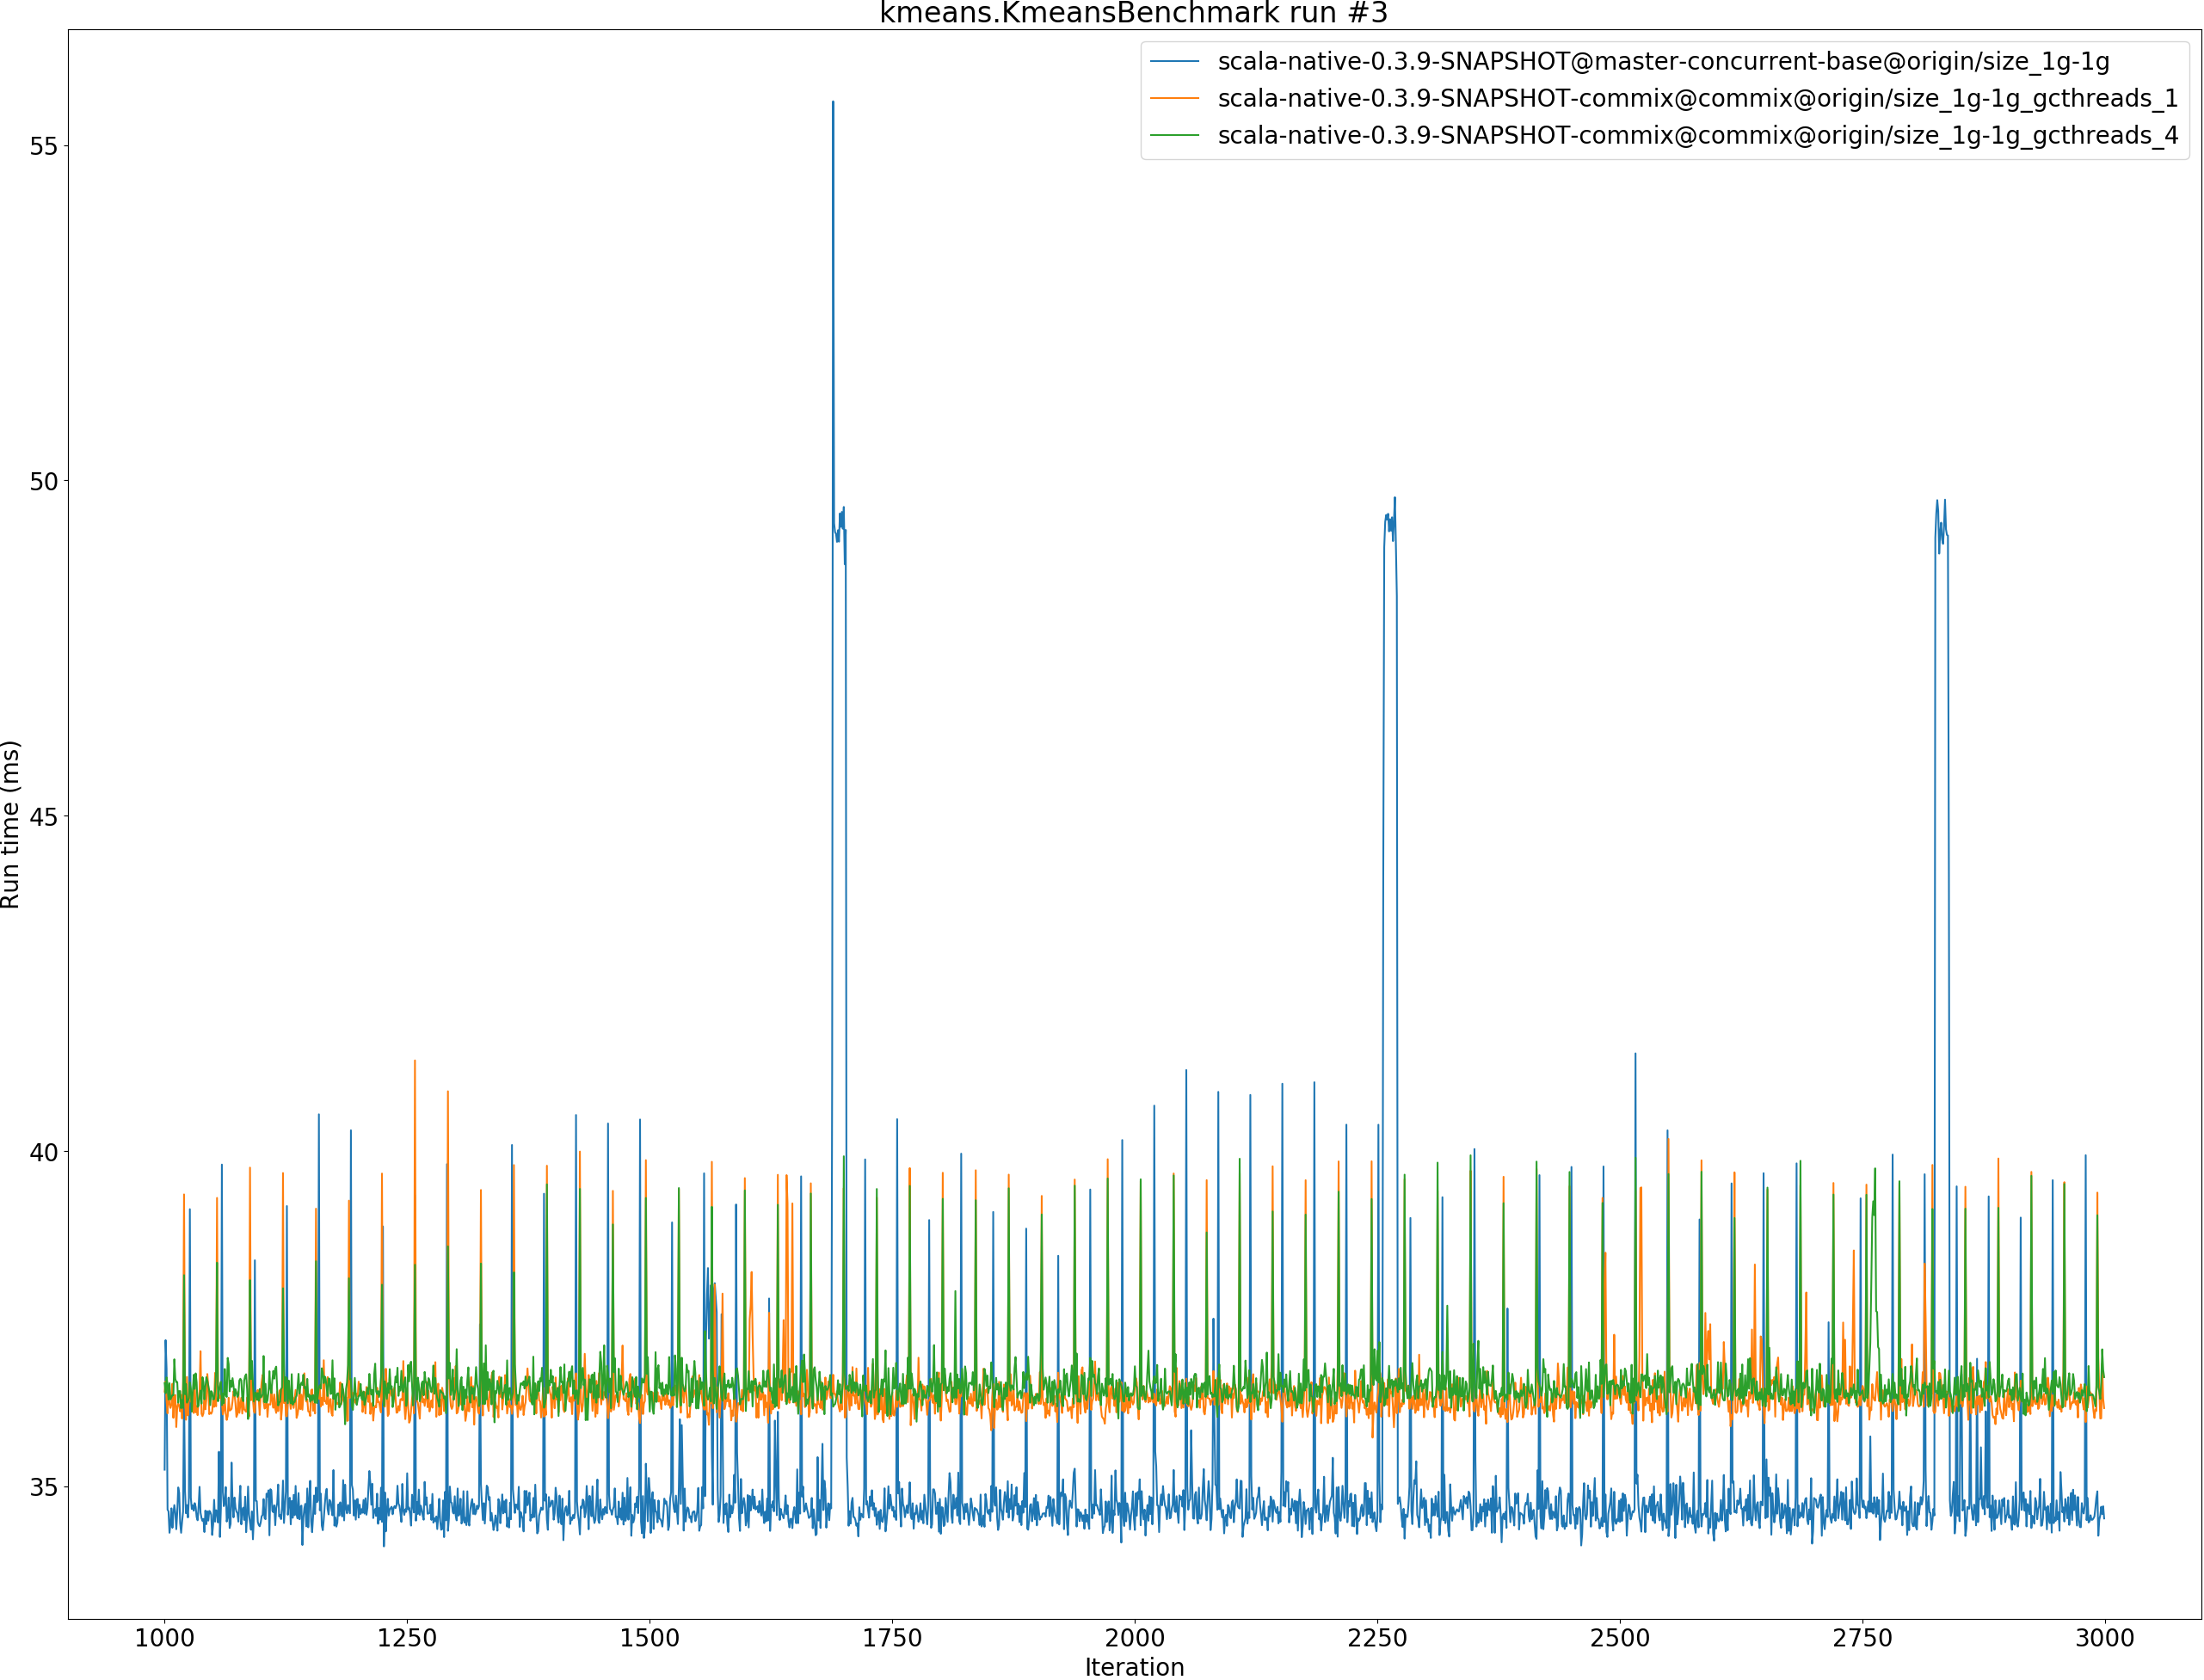 kmeans.KmeansBenchmark run #3
scala-native-0.3.9-SNAPSHOT@master-concurrent-base@origin/size_1g-1g
scala-native-0.3.9-SNAPSHOT-commix@commix@origin/size_1g-1g_gcthreads_1
scala-native-0.3.9-SNAPSHOT-commix@commix@origin/size_1g-1g_gcthreads_4
55
50
45
40
35
Run time (ms)
1000 1250 1500 1750 2000 2250 2500 2750 3000
Iteration